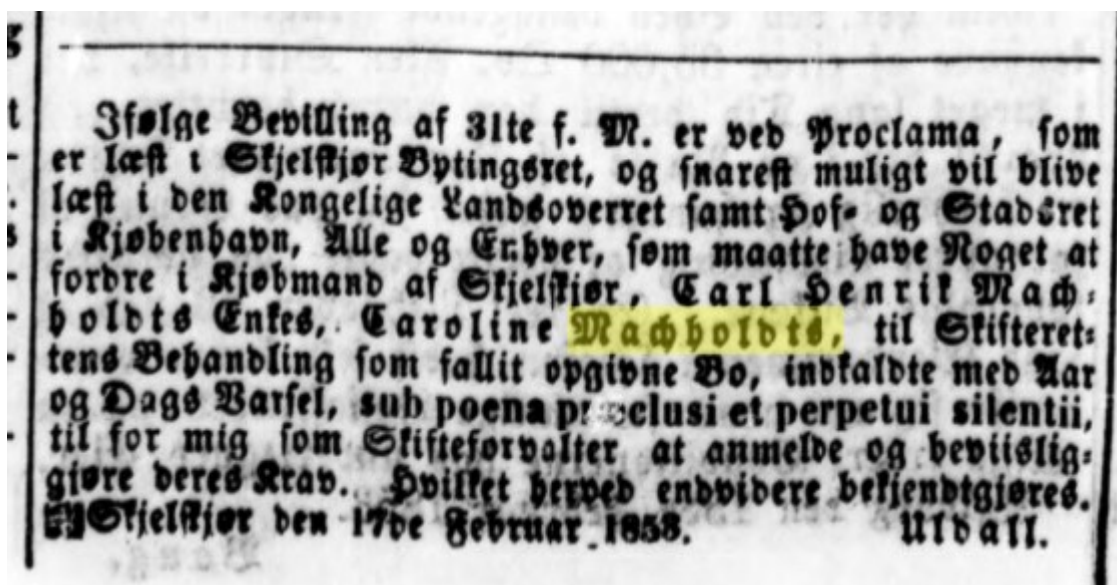 Ifølge Bevilling af 31te f. M. er ved Proclama, som
er læst i Skjelskjør Bytingsret, og snarest muligt vil blive
læst i den Kongelige Landsoverret samt Hof- og Stadsret
i Kjøbenhavn, Alle og Enhver, som maatte have Noget at
fordre i Kjøbmand af Skjelskjør, Carl Henrik Mach-
holdts Enkes, Caroline Machholdts, til Skifteret-
tens Behandling som fallit opgivne Bo, indkaldte med Aar
og Dags Varsel, sub poena præclusi et perpetui silentii,
til for mig som Skifteforvalter at anmelde og beviislig-
gjøre deres Krav. Hvilket herved endvidere bekjendtgjøres.
Skjelskjør den 17de Februar 1853. Uldall.